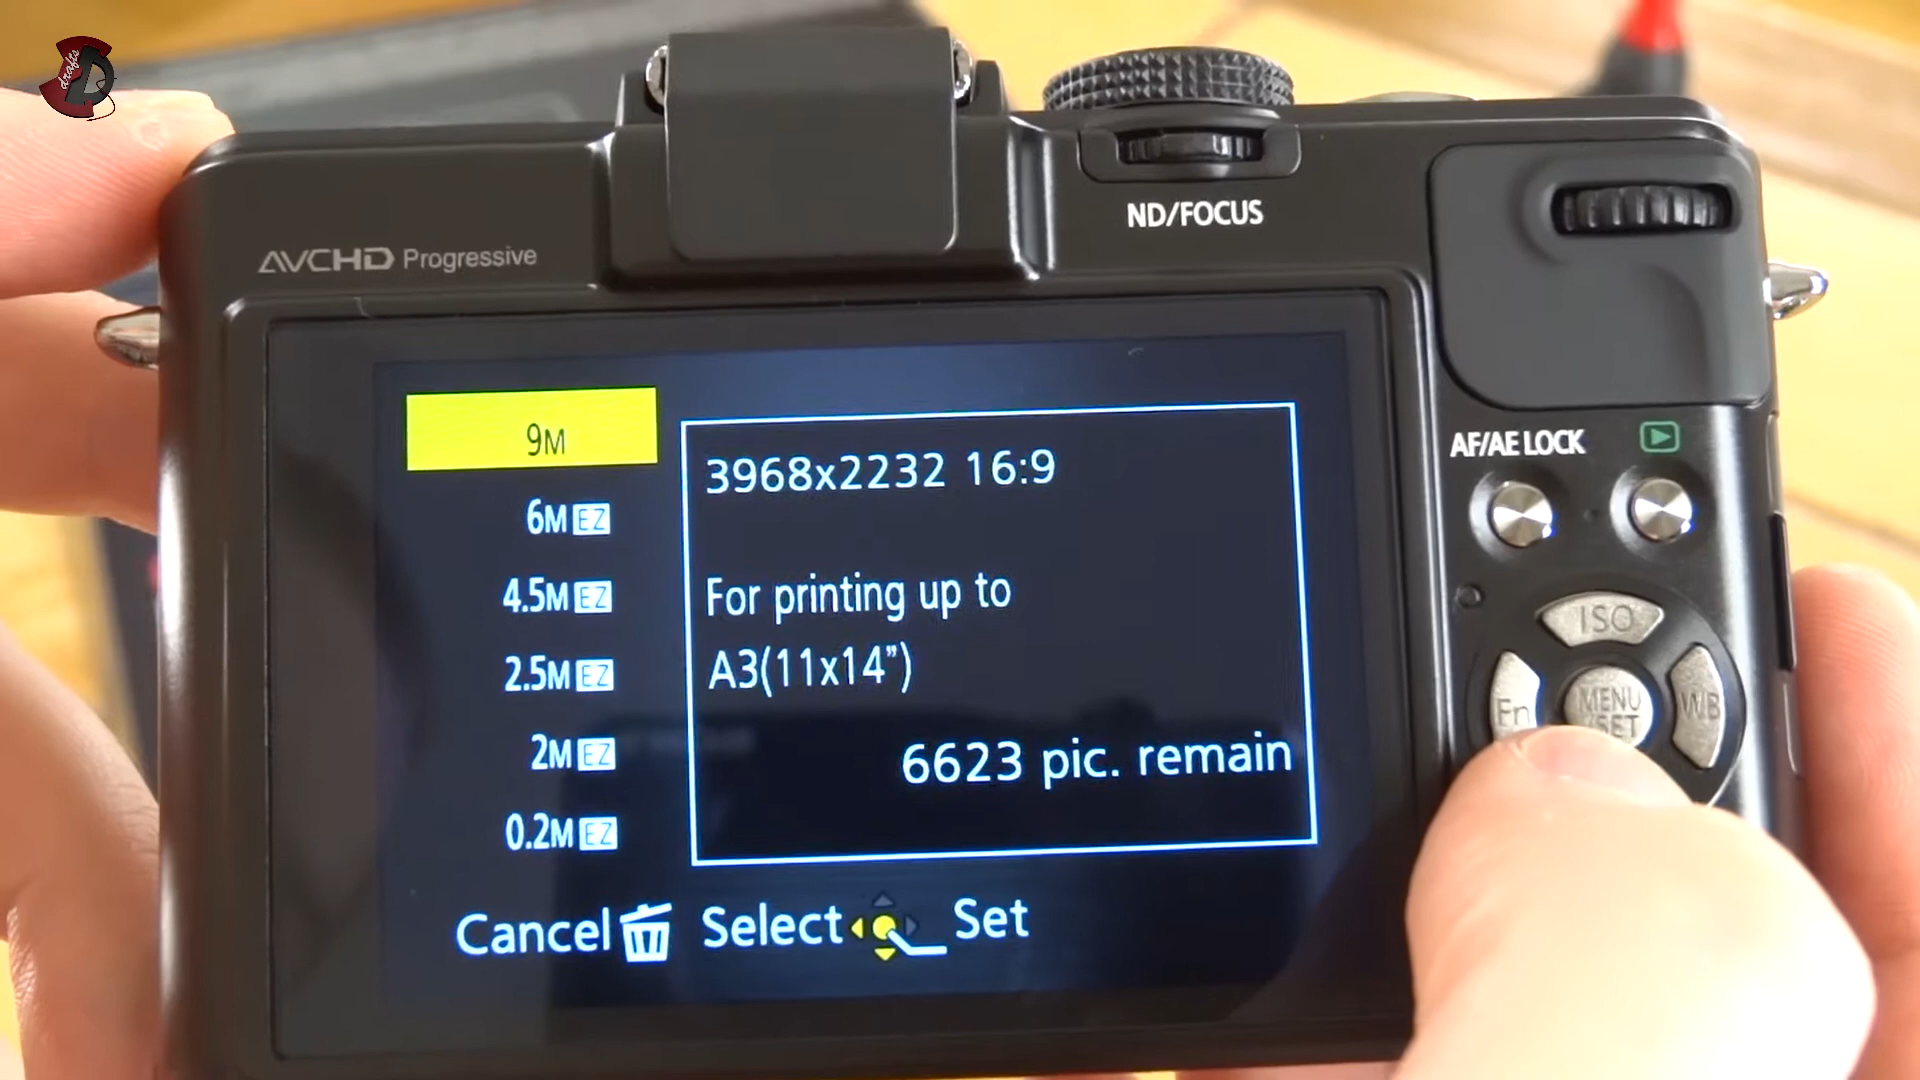 drafts
D
AVCHD Progressive
ND/FOCUS
AF/AE LOCK
ISO
Fn
MENU
/SET
WB
9M
6M EZ
4.5M EZ
2.5M EZ
2M EZ
0.2M EZ
3968x2232 16:9
For printing up to
A3(11x14”)
6623 pic. remain
Cancel Select Set